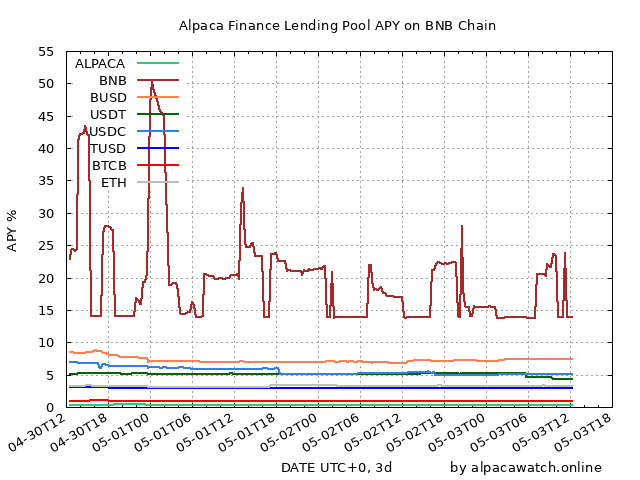 Alpaca Finance Lending Pool APY on BNB Chain
55
50
45
40
35
30
25
20
15
10
5
0
APY %
ALPACA
BNB
BUSD
USDT
USDC
TUSD
BTCB
ETH
04-30T12
04-30T18
05-01T00
05-01T06
05-01T12
05-01T18
05-02T00
05-02T06
05-02T12
05-02T18
05-03T00
05-03T06
05-03T12
05-03T18
DATE UTC+0, 3d
by alpacawatch.online